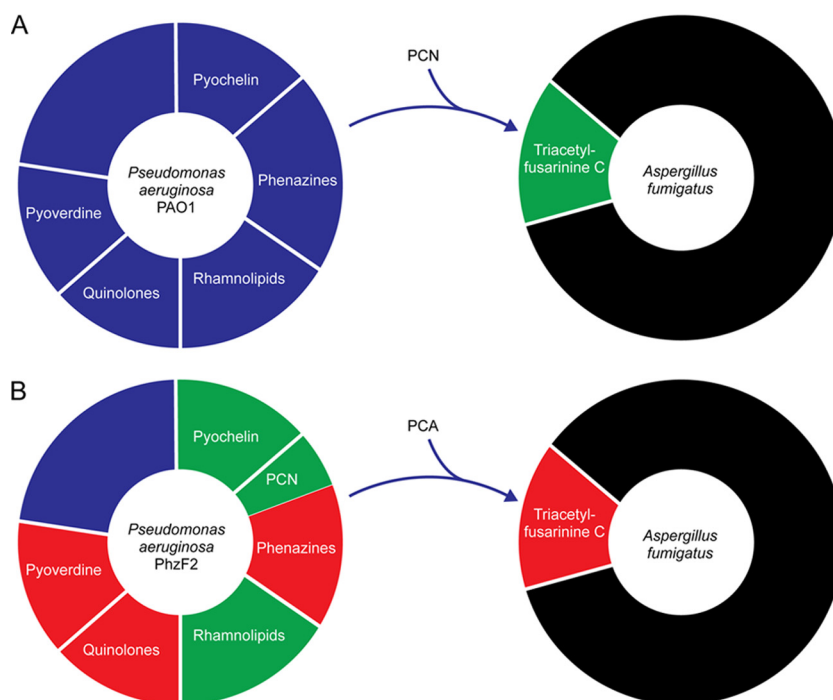 A
Pyochelin
Phenazines
Rhamnolipids
Quinolones
Pyoverdine
Pseudomonas
aeruginosa
PAO1
PCN
Triacetyl-
fusarinine C
Aspergillus
fumigatus
B
Pyochelin
PCN
Phenazines
Rhamnolipids
Quinolones
Pyoverdine
Pseudomonas
aeruginosa
PhzF2
PCA
Triacetyl-
fusarinine C
Aspergillus
fumigatus